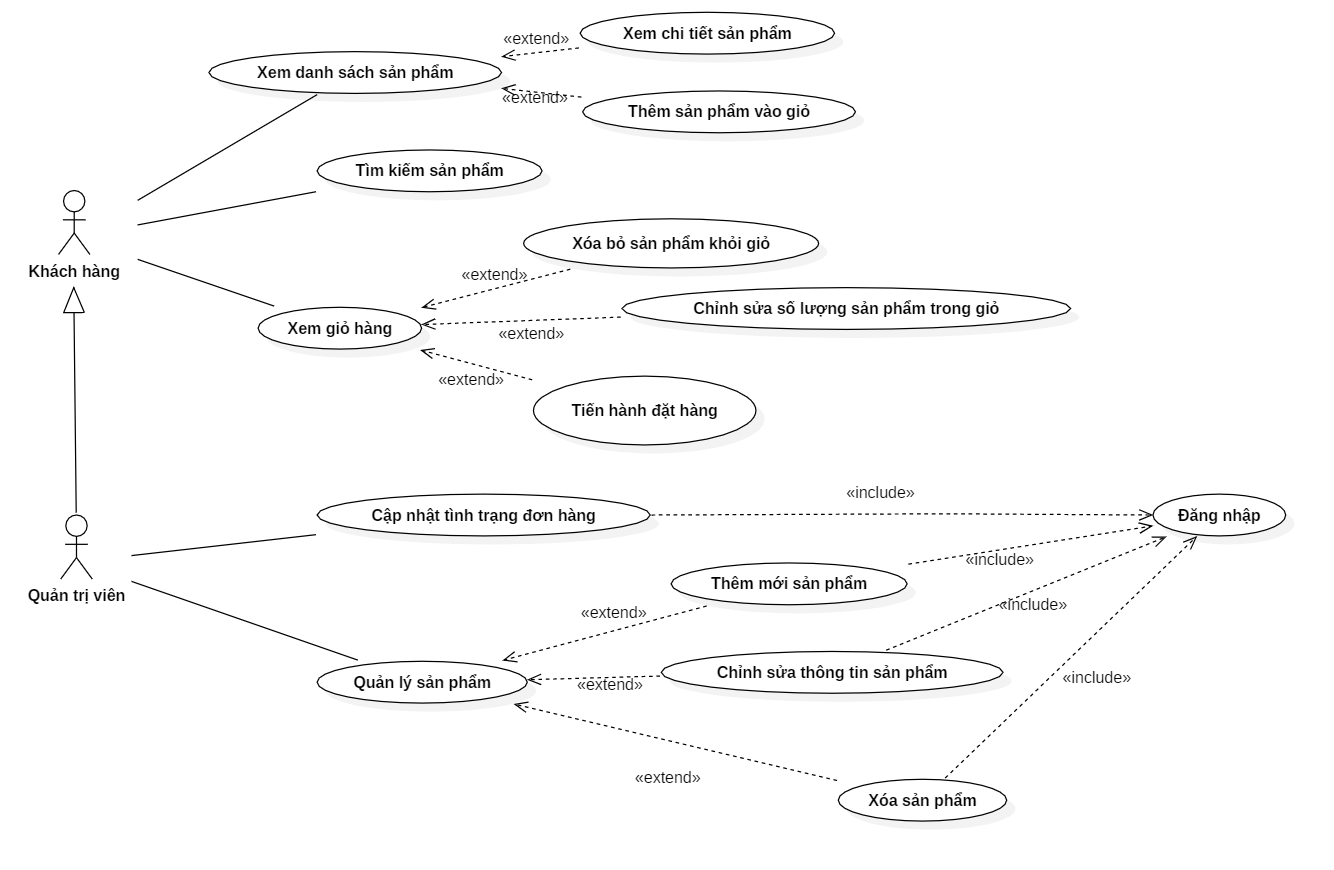 Xem chi tiết sản phẩm
«extend»
Xem danh sách sản phẩm
«extend»
Thêm sản phẩm vào giỏ
Tìm kiếm sản phẩm
Khách hàng
Xóa bỏ sản phẩm khỏi giỏ
«extend»
Chỉnh sửa số lượng sản phẩm trong giỏ
Xem giỏ hàng
«extend»
«extend»
Tiến hành đặt hàng
«include»
Cập nhật tình trạng đơn hàng
Đăng nhập
«include»
Thêm mới sản phẩm
Quản trị viên
«include»
«extend»
Chỉnh sửa thông tin sản phẩm
«include»
Quản lý sản phẩm
«extend»
«extend»
Xóa sản phẩm